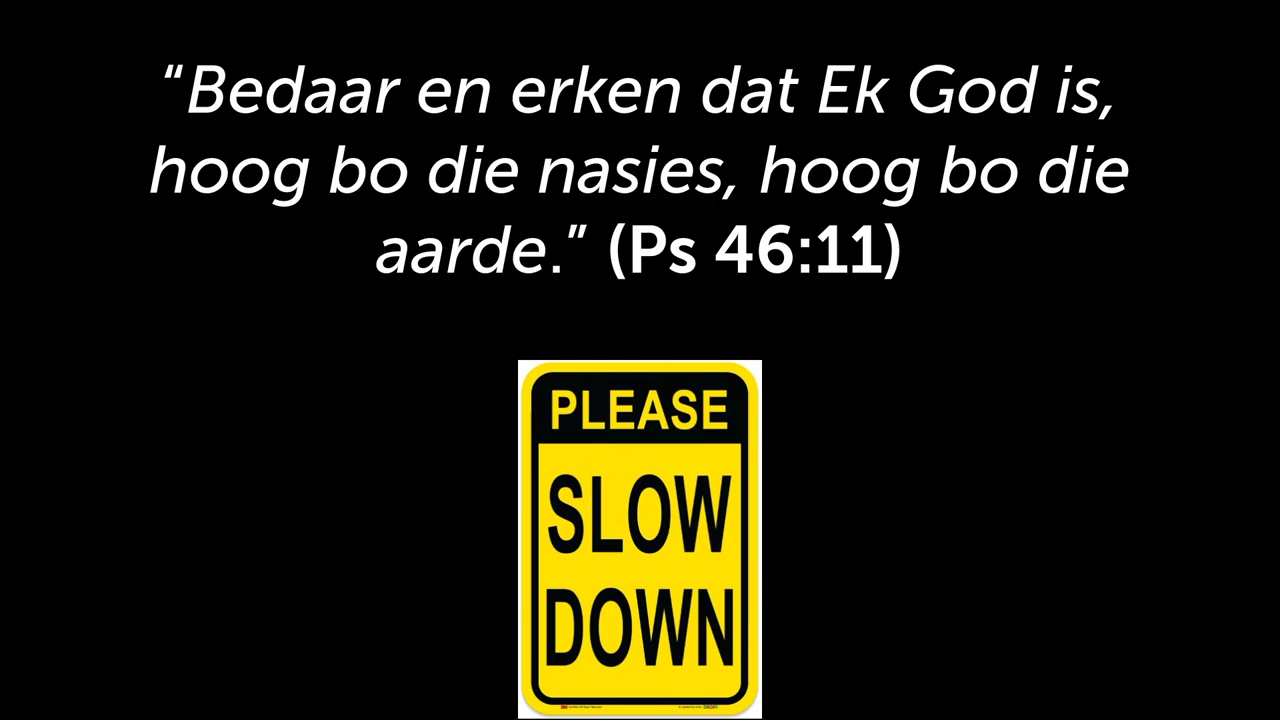 “Bedaar en erken dat Ek God is,
hoog bo die nasies, hoog bo die
aarde.” (Ps 46:11)
PLEASE
SLOW
DOWN